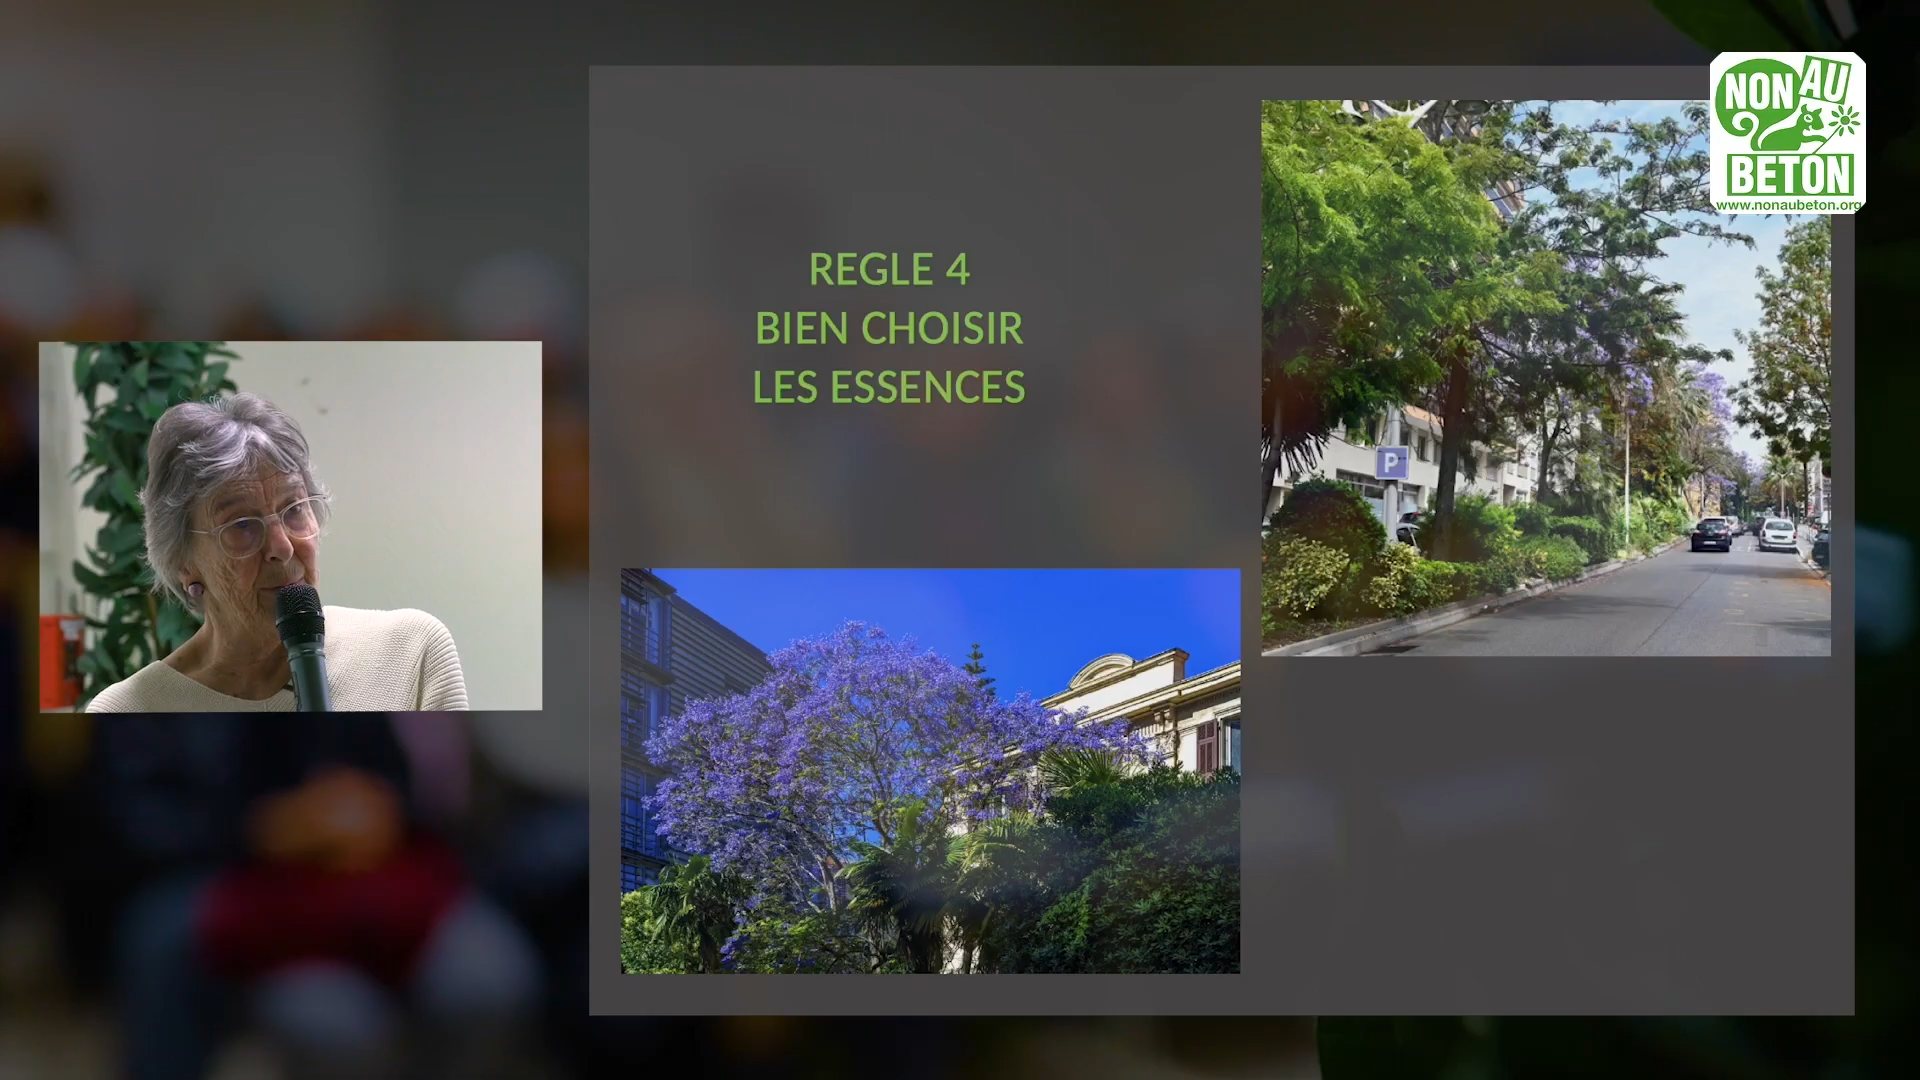 REGLE 4
BIEN CHOISIR
LES ESSENCES
P
NON AU
BETON
www.nonaubeton.org